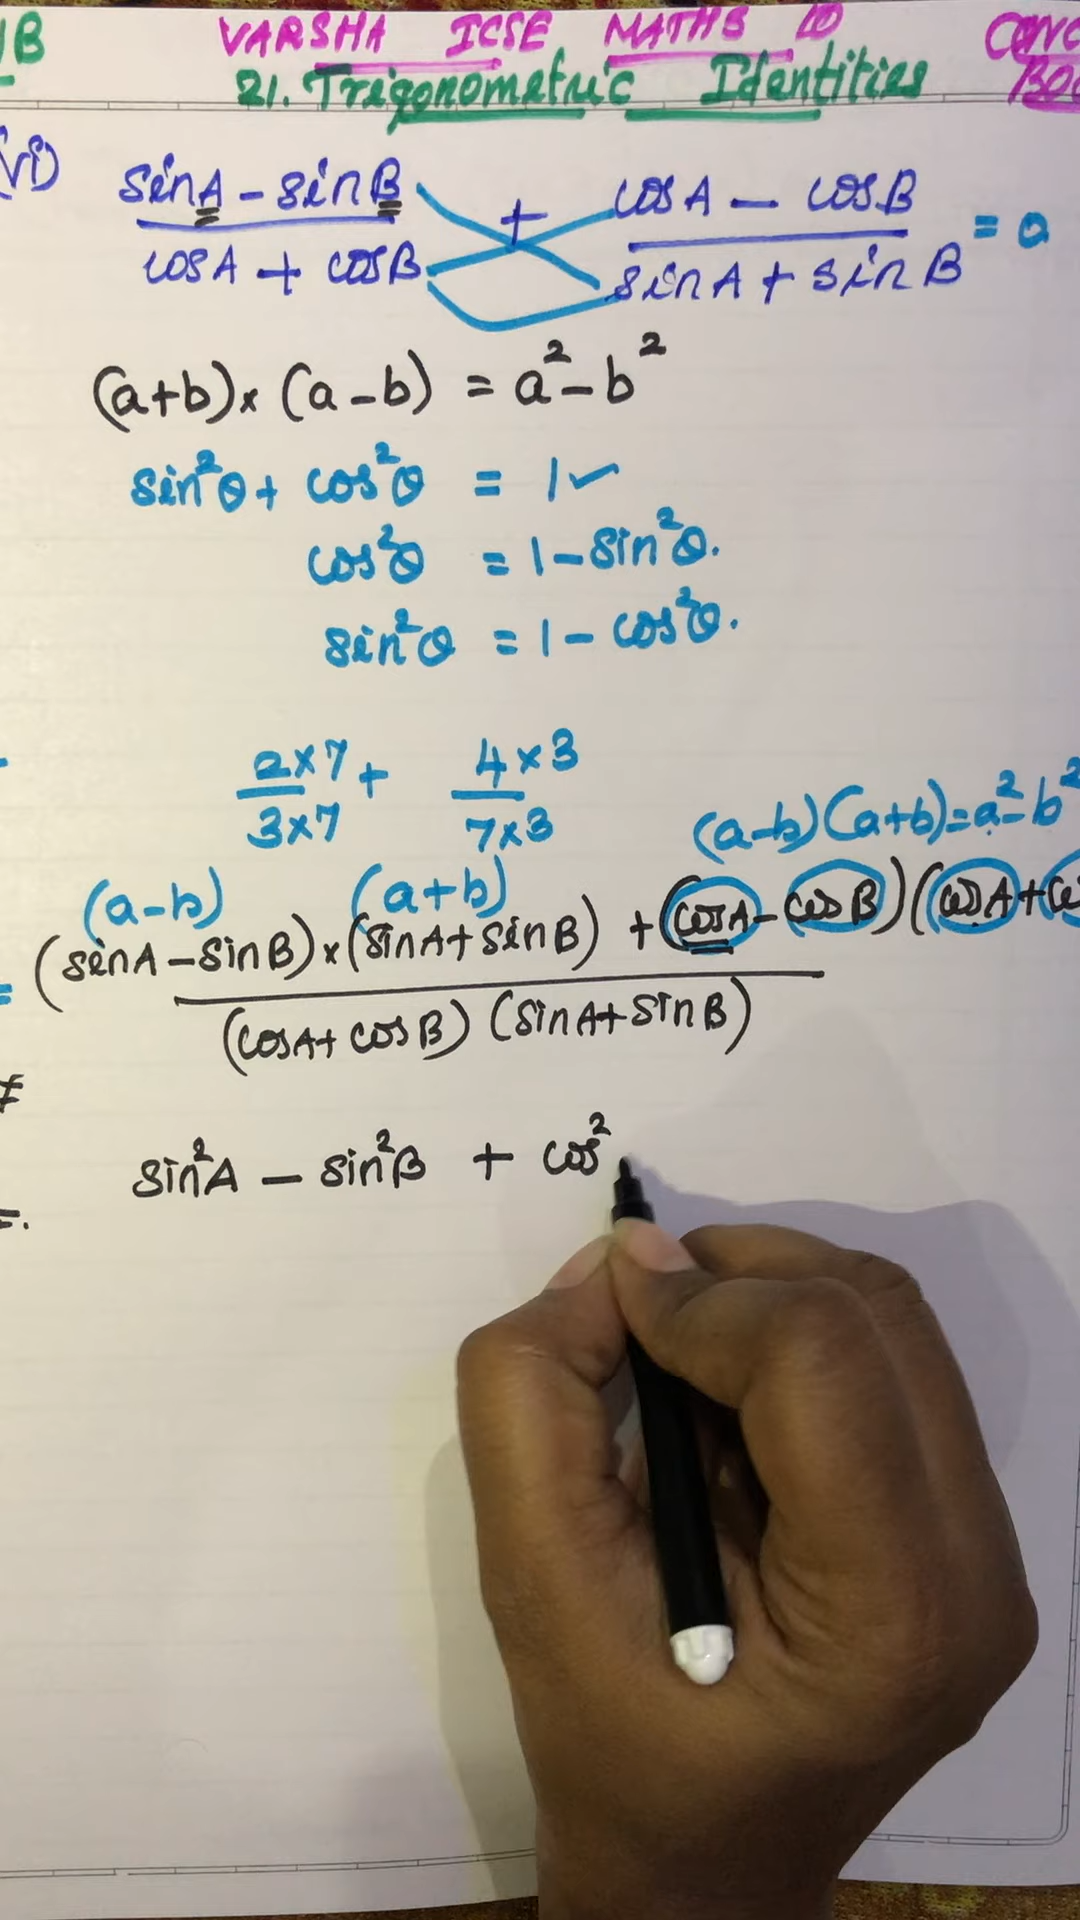 VARSHA ICSE MATHS 10
21. Trigonometric Identities
(vi) sinA - sinB / cosA + cosB + cosA - cosB / sinA + sinB = 0
(a+b)×(a-b) = a²-b²
sin²θ + cos²θ = 1✓
cos²θ = 1-sin²θ.
sin²θ = 1- cos²θ.
2×7 / 3×7 + 4×3 / 7×3
(a-b)(a+b)=a²-b²
(a-b) (a+b)
= (sinA-sinB)×(sinA+sinB) + (cosA-cosB)(cosA+
(cosA+cosB)(sinA+sinB)
sin²A - sin²B + cos²